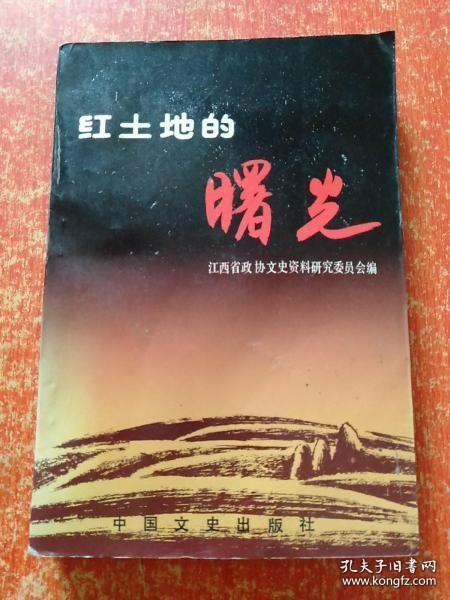 红土地的
曙光
江西省政协文史资料研究委员会编
中国文史出版社
孔夫子旧书网
www.kongfz.com